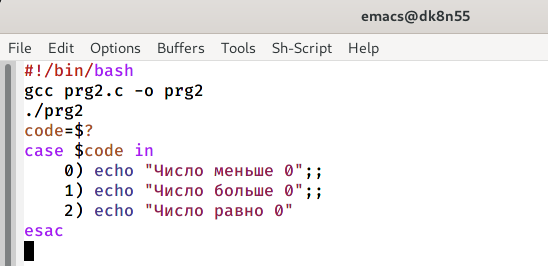 emacs@dk8n55
File Edit Options Buffers Tools Sh-Script Help
#!/bin/bash
gcc prg2.c -o prg2
./prg2
code=$?
case $code in
    0) echo "Число меньше 0";;
    1) echo "Число больше 0";;
    2) echo "Число равно 0"
esac